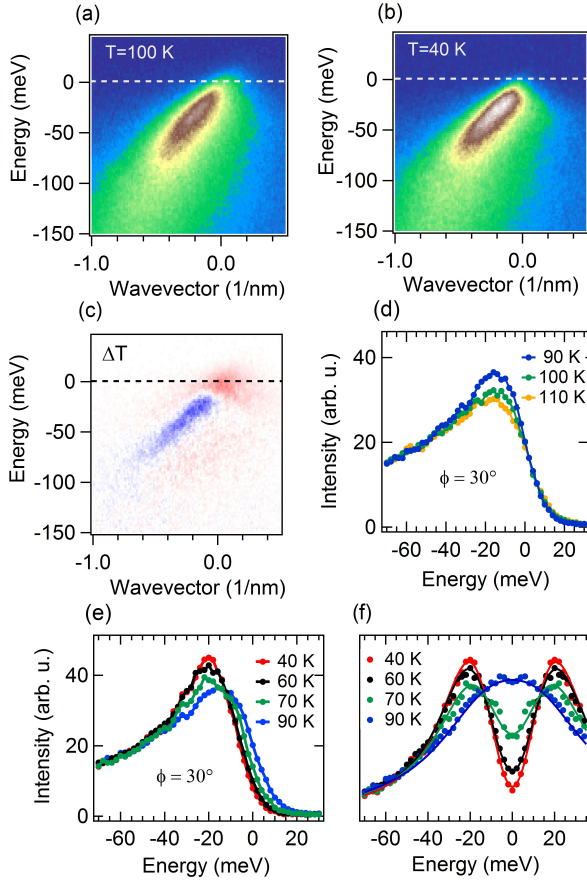 (a)
T=100 K
Energy (meV)
0
-50
-100
-150
-1.0
0.0
Wavevector (1/nm)
(b)
T=40 K
Energy (meV)
0
-50
-100
-150
-1.0
0.0
Wavevector (1/nm)
(c)
ΔT
Energy (meV)
0
-50
-100
-150
-1.0
0.0
Wavevector (1/nm)
(d)
Intensity (arb. u.)
40
20
0
90 K
100 K
110 K
ϕ = 30°
-60
-40
-20
0
20
Energy (meV)
(e)
Intensity (arb. u.)
40
20
0
40 K
60 K
70 K
90 K
ϕ = 30°
-60
-40
-20
0
20
Energy (meV)
(f)
40 K
60 K
70 K
90 K
-60
-40
-20
0
20
Energy (meV)